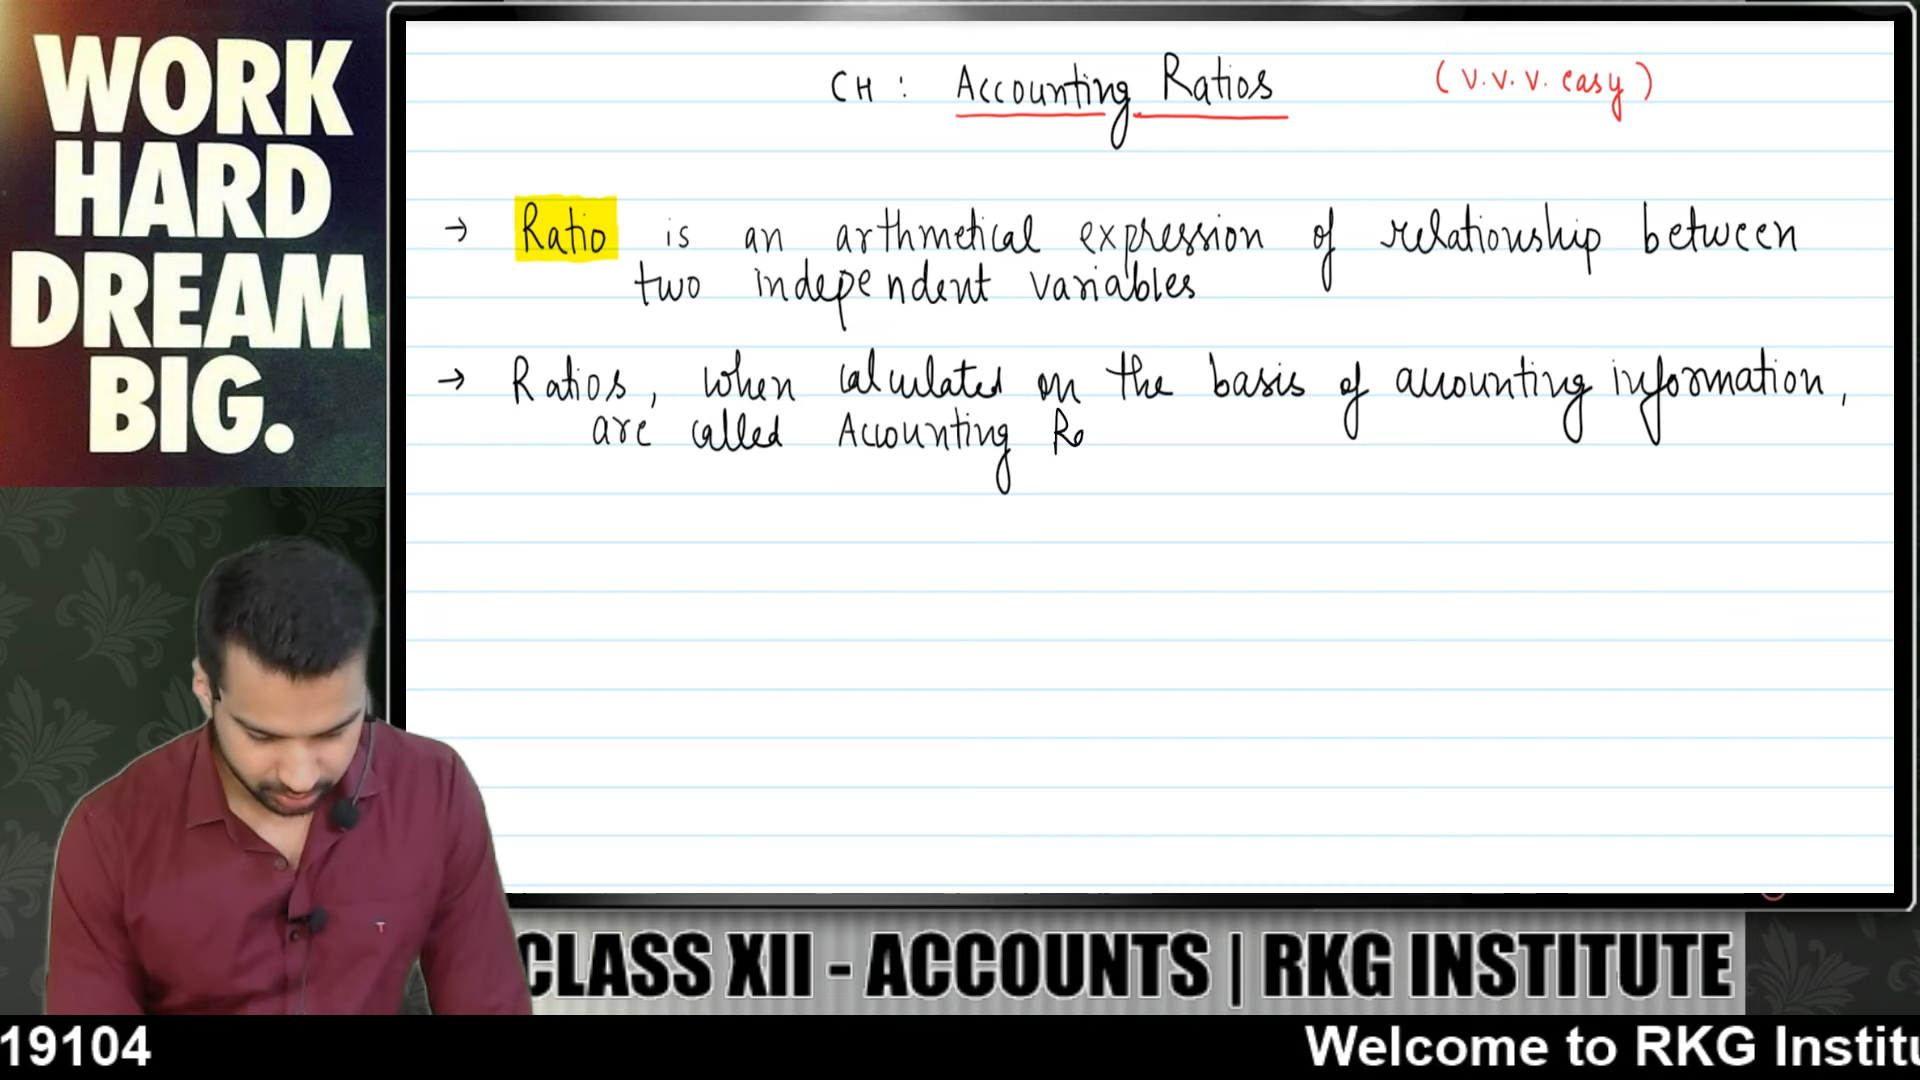 WORK
HARD
DREAM
BIG.
CH : Accounting Ratios (v.v.v. easy)
→ Ratio is an arthmetical expression of relationship between
two independent variables
→ Ratios, when calculated on the basis of accounting information,
are called Accounting Ro
T
CLASS XII - ACCOUNTS | RKG INSTITUTE
19104 Welcome to RKG Institu